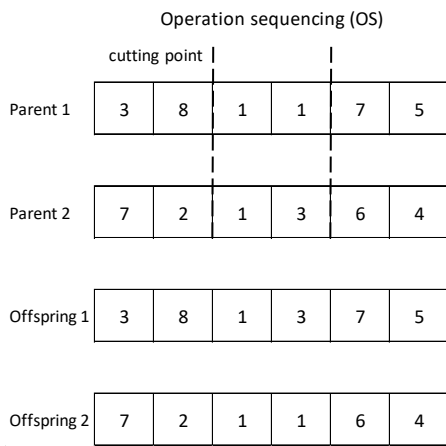 Operation sequencing (OS)
cutting point
Parent 1 3 8 1 1 7 5
Parent 2 7 2 1 3 6 4
Offspring 1 3 8 1 3 7 5
Offspring 2 7 2 1 1 6 4